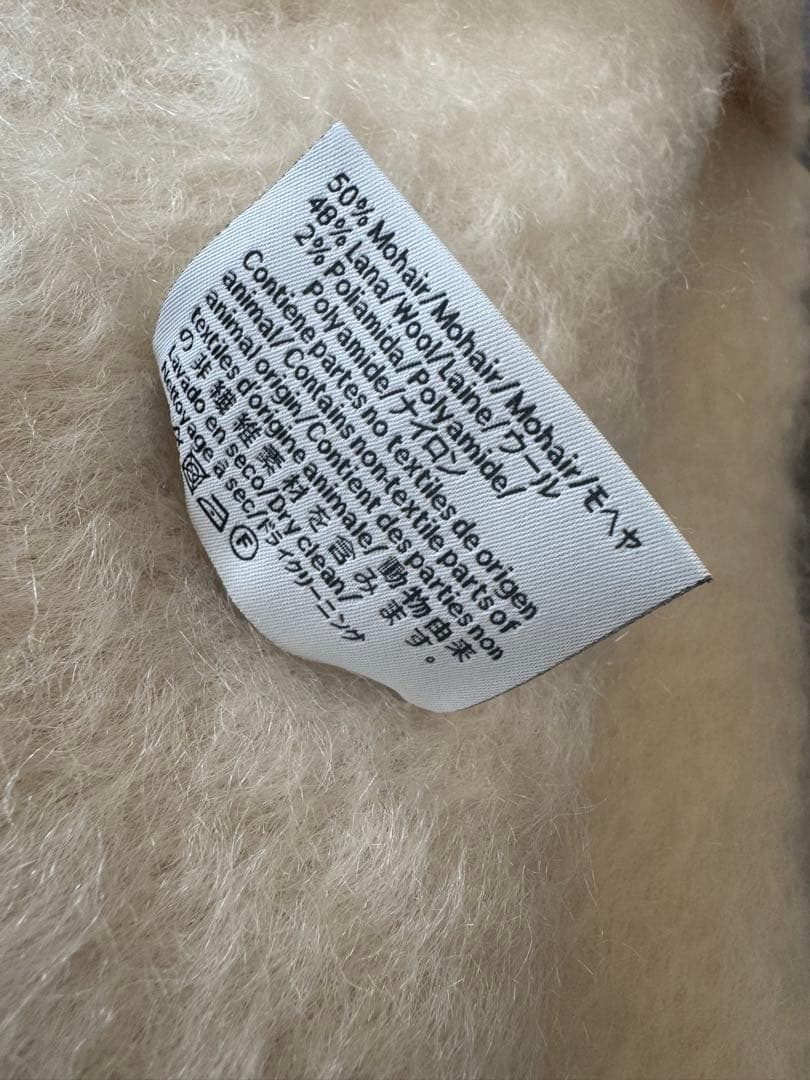 50% Mohair/Mohair/Mohair/モヘヤ
48% Lana/Wool/Laine/ウール
2% Poliamida/Polyamide/
Polyamide/ナイロン
Contiene partes no textiles de origen
animal/Contains non-textile parts of
animal origin/Contient des parties non
textiles d'origine animale/動物由来
の非繊維素材を含みます。
Lavado en seco/Dry clean/
Nettoyage à sec/ドライクリーニング
F